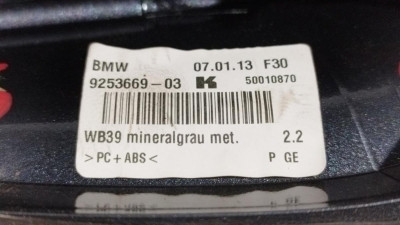 BMW 07.01.13 F30
9253669-03 K 50010870
WB39 mineralgrau met. 2.2
>PC+ABS< P GE